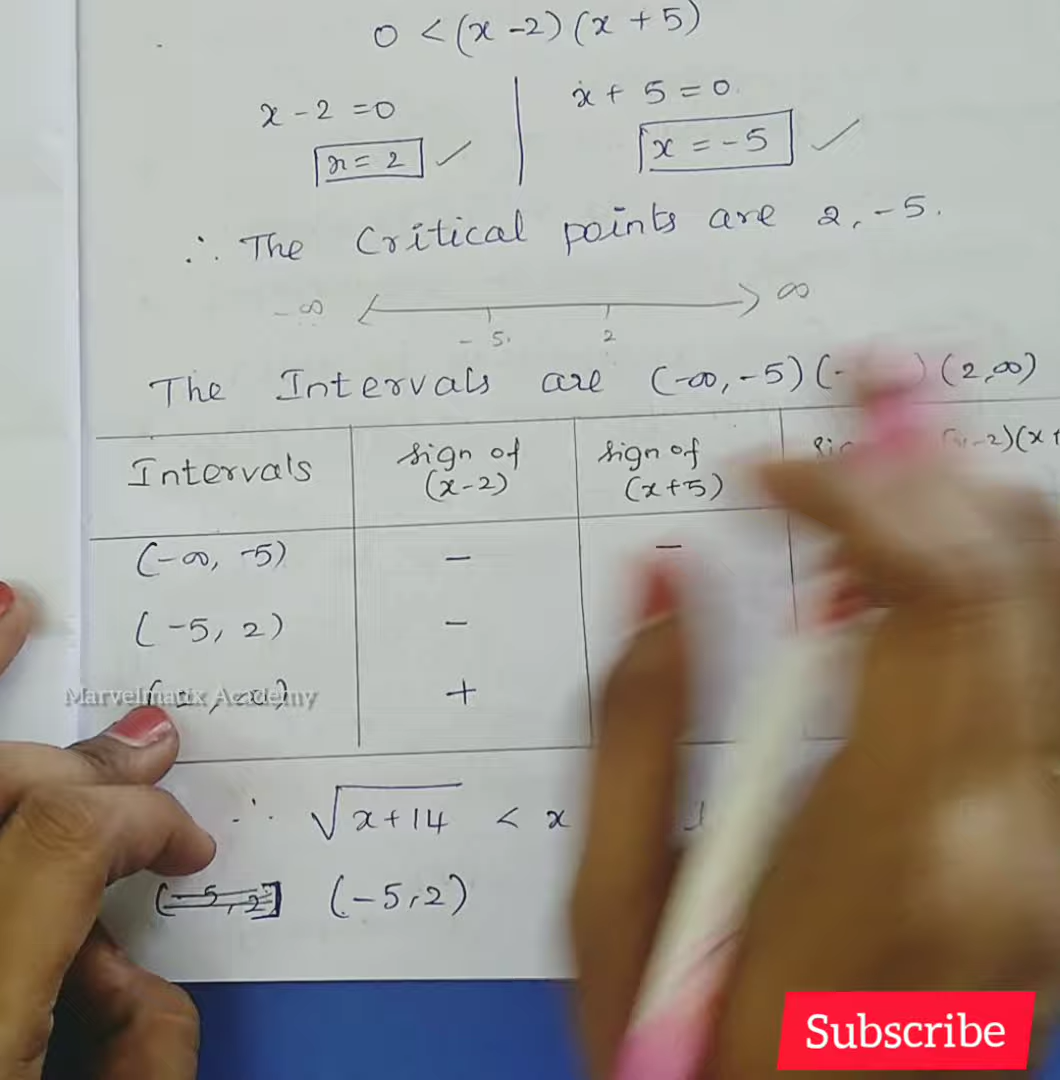 0 < (x - 2) (x + 5)
x - 2 = 0
x + 5 = 0.
x = 2 ✓
x = -5 ✓
∴ The Critical points are 2, -5.
-∞ ∞
- 5. 2
The Intervals are (-∞, -5) (2, ∞)
Intervals sign of (x-2) sign of (x+5)
(-∞, -5) - -
(-5, 2) -
+
Marvelmatix Academy
∴ √x+14 < x
(-5,2)
Subscribe